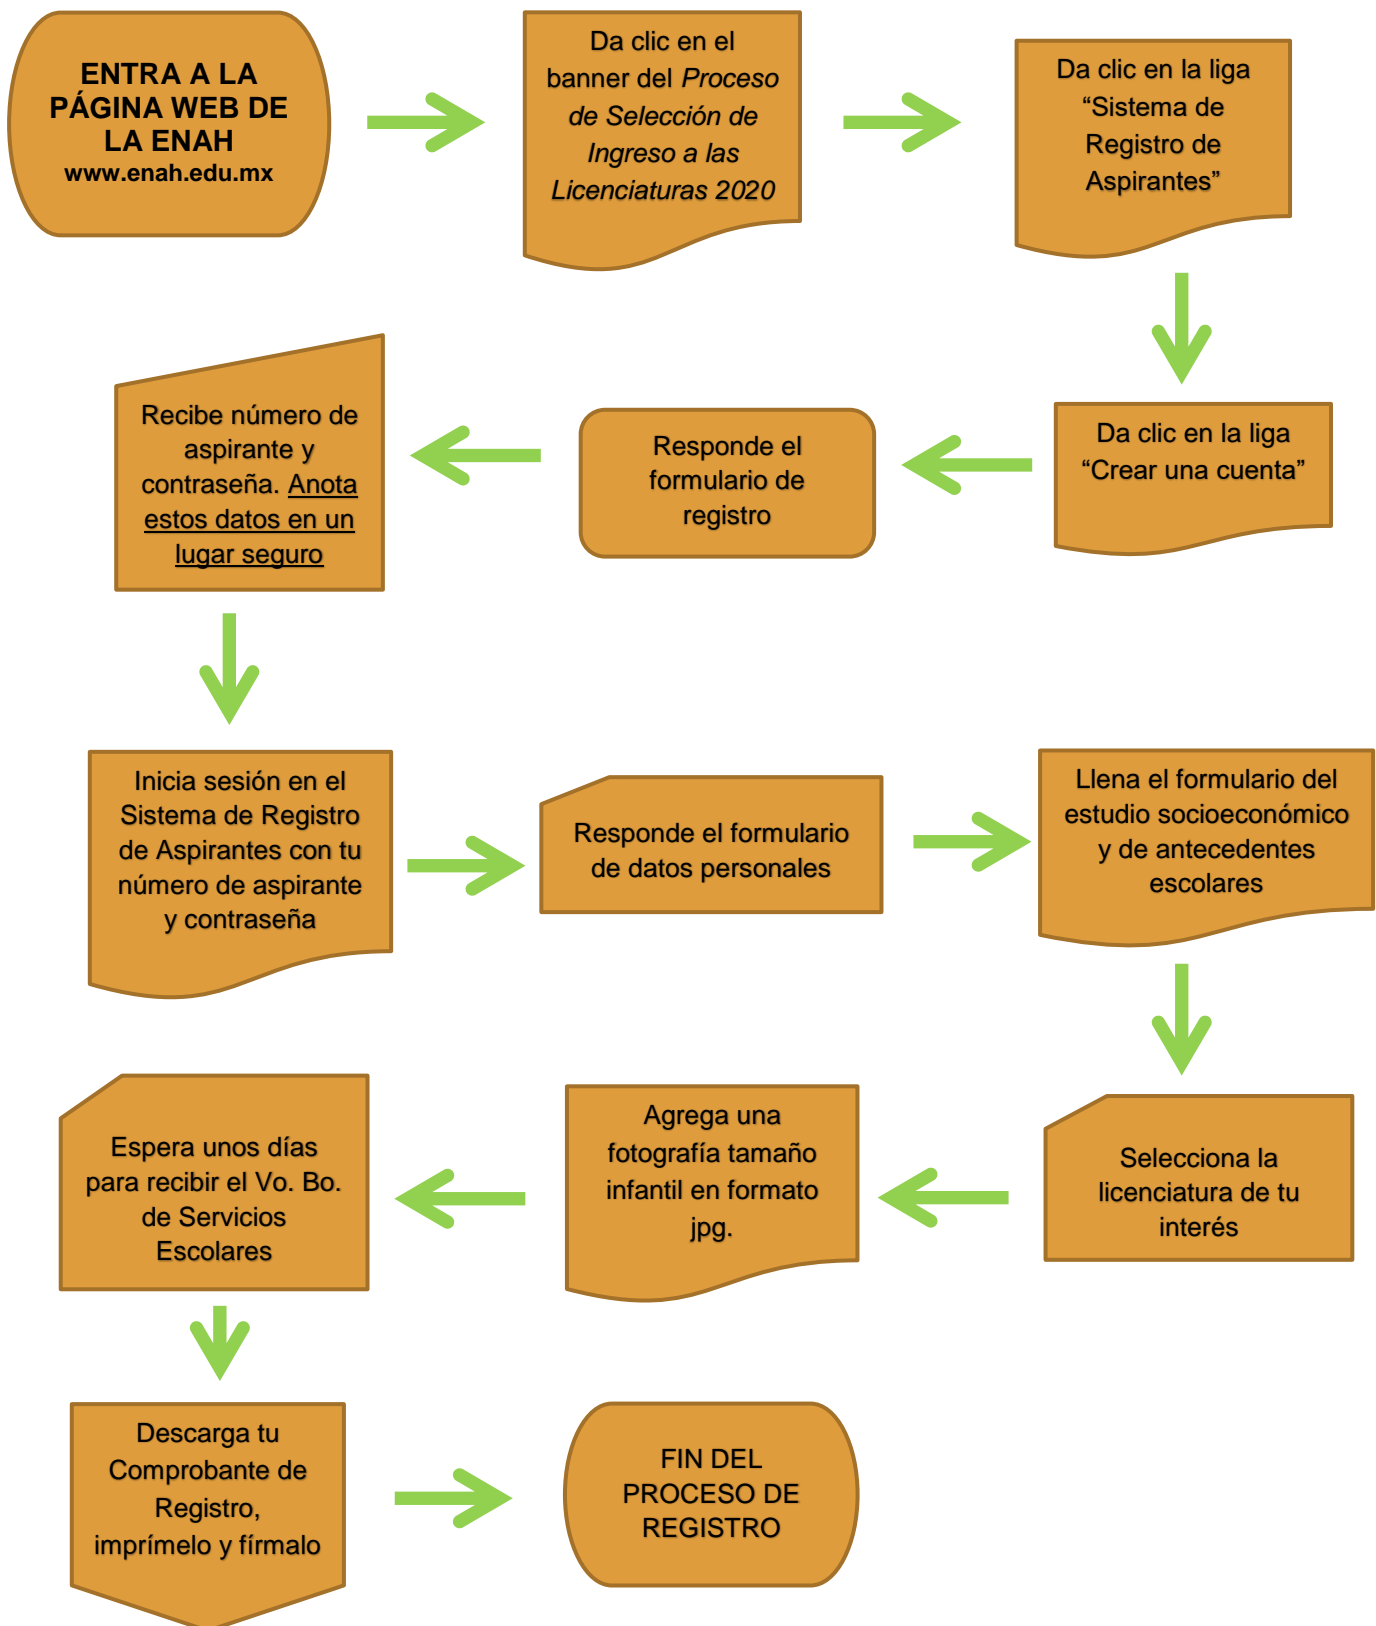 ENTRA A LA
PÁGINA WEB DE
LA ENAH
www.enah.edu.mx
Da clic en el
banner del Proceso
de Selección de
Ingreso a las
Licenciaturas 2020
Da clic en la liga
“Sistema de
Registro de
Aspirantes”
Da clic en la liga
“Crear una cuenta”
Responde el
formulario de
registro
Recibe número de
aspirante y
contraseña. Anota
estos datos en un
lugar seguro
Inicia sesión en el
Sistema de Registro
de Aspirantes con tu
número de aspirante
y contraseña
Responde el formulario
de datos personales
Llena el formulario del
estudio socioeconómico
y de antecedentes
escolares
Selecciona la
licenciatura de tu
interés
Agrega una
fotografía tamaño
infantil en formato
jpg.
Espera unos días
para recibir el Vo. Bo.
de Servicios
Escolares
Descarga tu
Comprobante de
Registro,
imprímelo y fírmalo
FIN DEL
PROCESO DE
REGISTRO